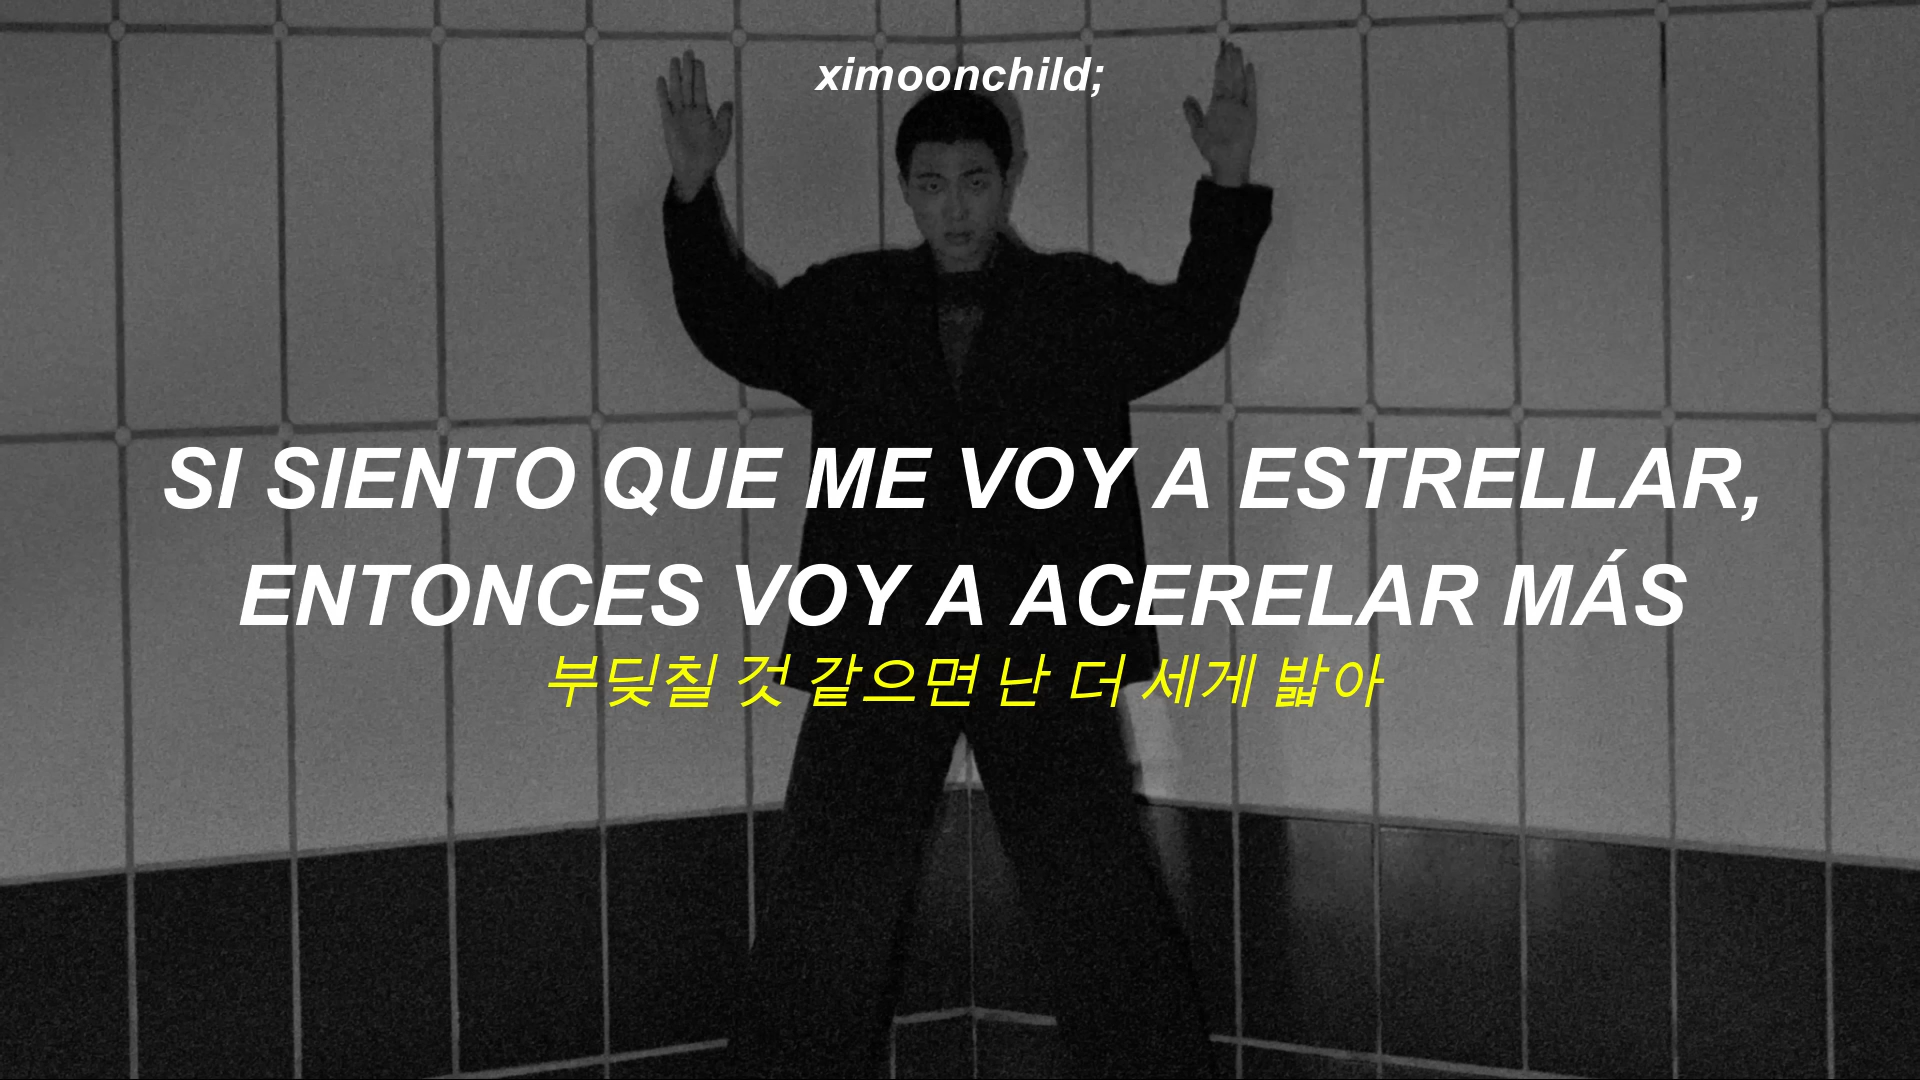 ximoonchild;
SI SIENTO QUE ME VOY A ESTRELLAR,
ENTONCES VOY A ACERELAR MÁS
부딪칠 것 같으면 난 더 세게 밟아